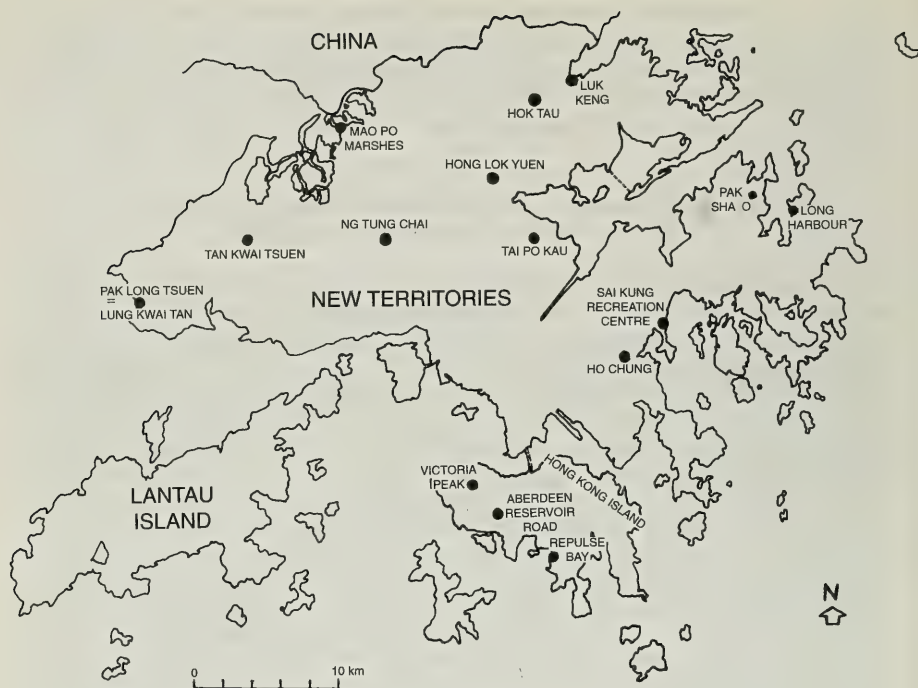 CHINA
LUK
KENG
HOK TAU
MAO PO
MARSHES
HONG LOK YUEN
PAK
SHA O
LONG
HARBOUR
NG TUNG CHAI
TAN KWAI TSUEN
TAI PO KAU
PAK LONG TSUEN
=
LUNG KWAI TAN
NEW TERRITORIES
SAI KUNG
RECREATION
CENTRE
HO CHUNG
VICTORIA
PEAK
HONG KONG ISLAND
ABERDEEN
RESERVOIR
ROAD
REPULSE
BAY
LANTAU
ISLAND
N
0 10 km